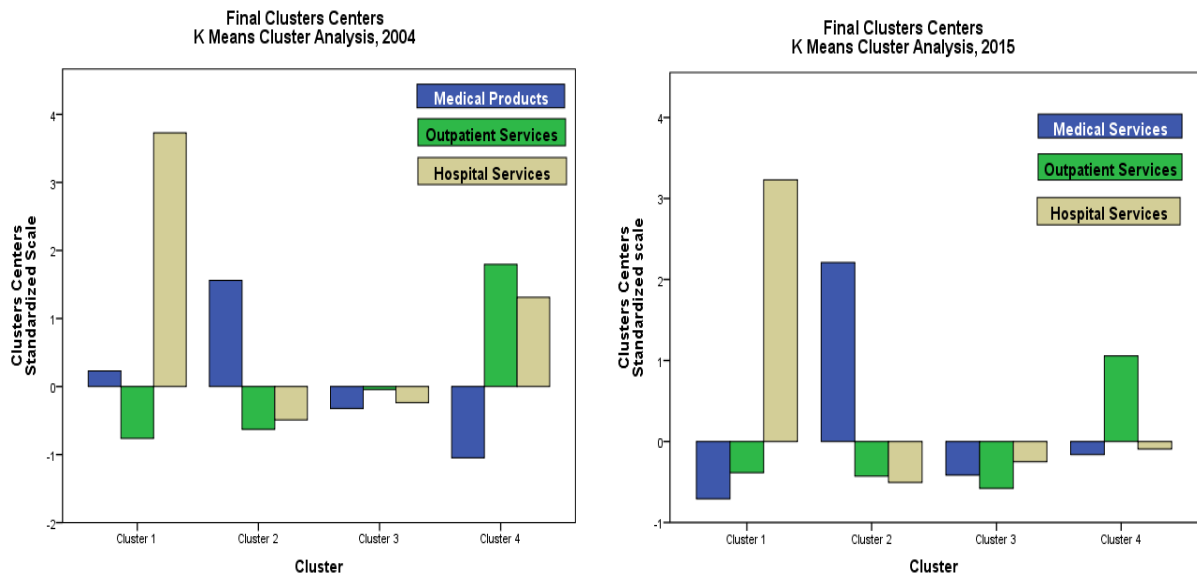 Final Clusters Centers
K Means Cluster Analysis, 2004
Clusters Centers
Standardized Scale
4
3
2
1
0
-1
-2
Medical Products
Outpatient Services
Hospital Services
Cluster 1
Cluster 2
Cluster 3
Cluster 4
Cluster
Final Clusters Centers
K Means Cluster Analysis, 2015
Clusters Centers
Standardized scale
4
3
2
1
0
-1
Medical Services
Outpatient Services
Hospital Services
Cluster 1
Cluster 2
Cluster 3
Cluster 4
Cluster